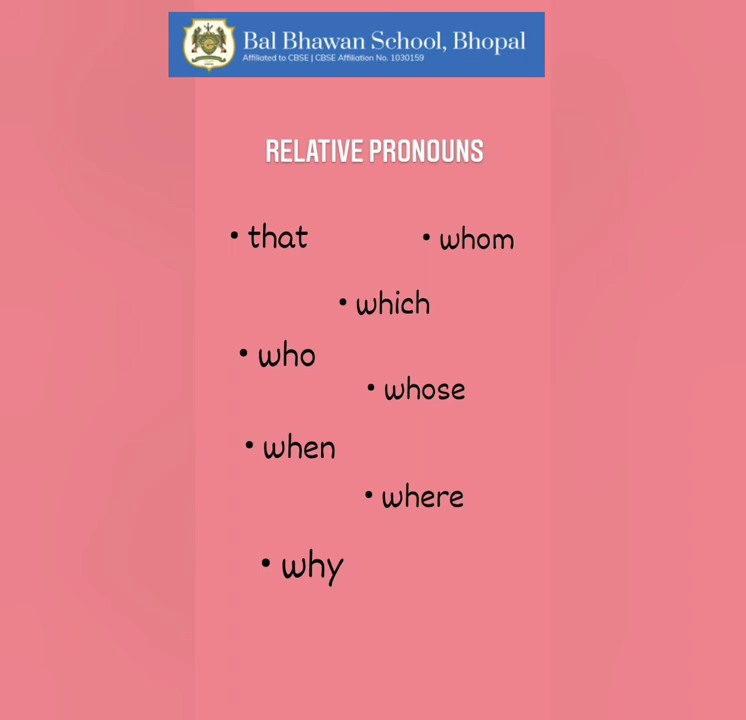 Bal Bhawan School, Bhopal
Affiliated to CBSE | CBSE Affiliation No. 1030159
RELATIVE PRONOUNS
• that
• whom
• which
• who
• whose
• when
• where
• why